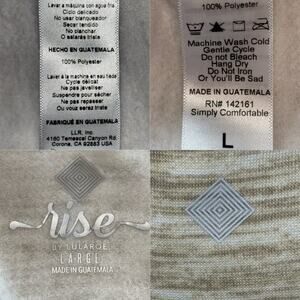 Lavar a máquina con agua fría
Ciclo delicado
No usar blanqueador
Secar tendido
No planchar
O salarás triste
HECHO EN GUATEMALA
100% Polyester
Laver à la machine en sau tiède
Cycle délicat
Ne pas javelliser
Suspendre pour sécher
Ne pas repasser
Ou vous serez triste
FABRIQUÉ EN GUATEMALA
LLR, Inc.
4160 Temescal Canyon Rd.
Corona, CA 92883 USA
100% Polyester
Machine Wash Cold
Gentle Cycle
Do not Bleach
Hang Dry
Do Not Iron
Or You'll Be Sad
MADE IN GUATEMALA
RN# 142161
Simply Comfortable
L
rise
BY LULAROE
LARGE
MADE IN GUATEMALA